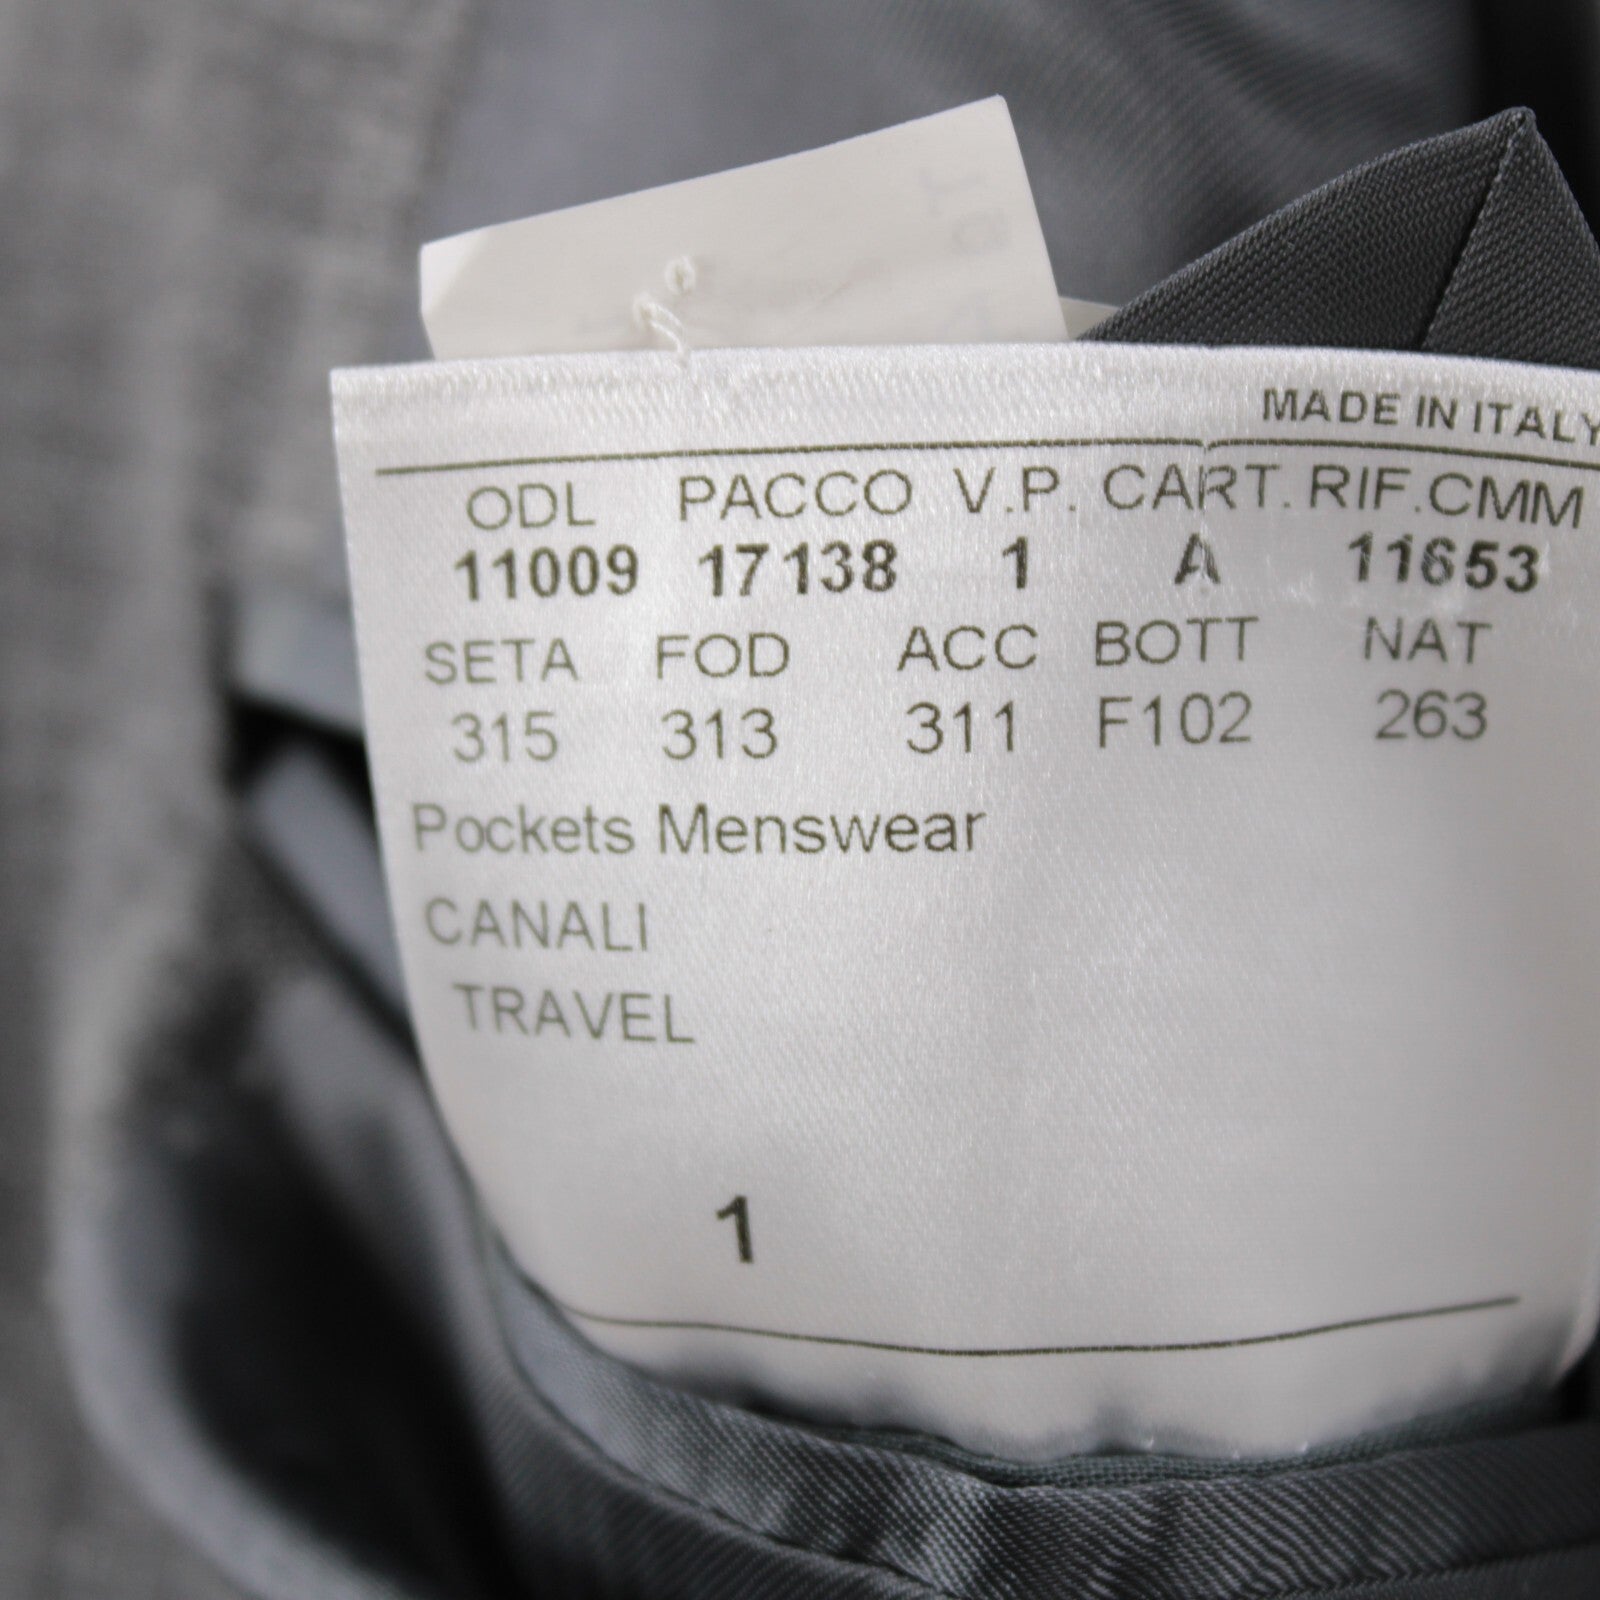 MADE IN ITALY
ODL PACCO V.P. CART. RIF.CMM
11009 17138 1 A 11653
SETA FOD ACC BOTT NAT
315 313 311 F102 263
Pockets Menswear
CANALI
TRAVEL
1